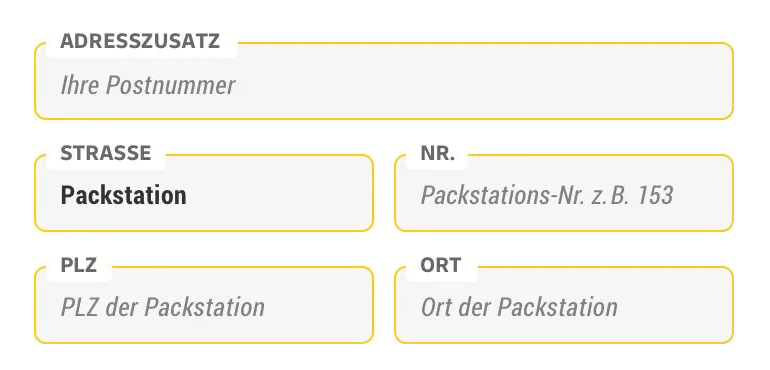 ADRESSZUSATZ
Ihre Postnummer
STRASSE
NR.
Packstation
Packstations-Nr. z. B. 153
PLZ
ORT
PLZ der Packstation
Ort der Packstation